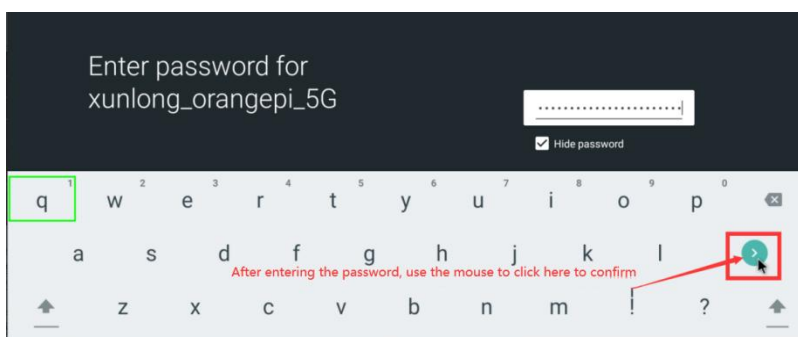 Enter password for
xunlong_orangepi_5G
Hide password
1 2 3 4 5 6 7 8 9 0
q w e r t y u i o p
a s d f g h j k l
After entering the password, use the mouse to click here to confirm
z x c v b n m ! ?